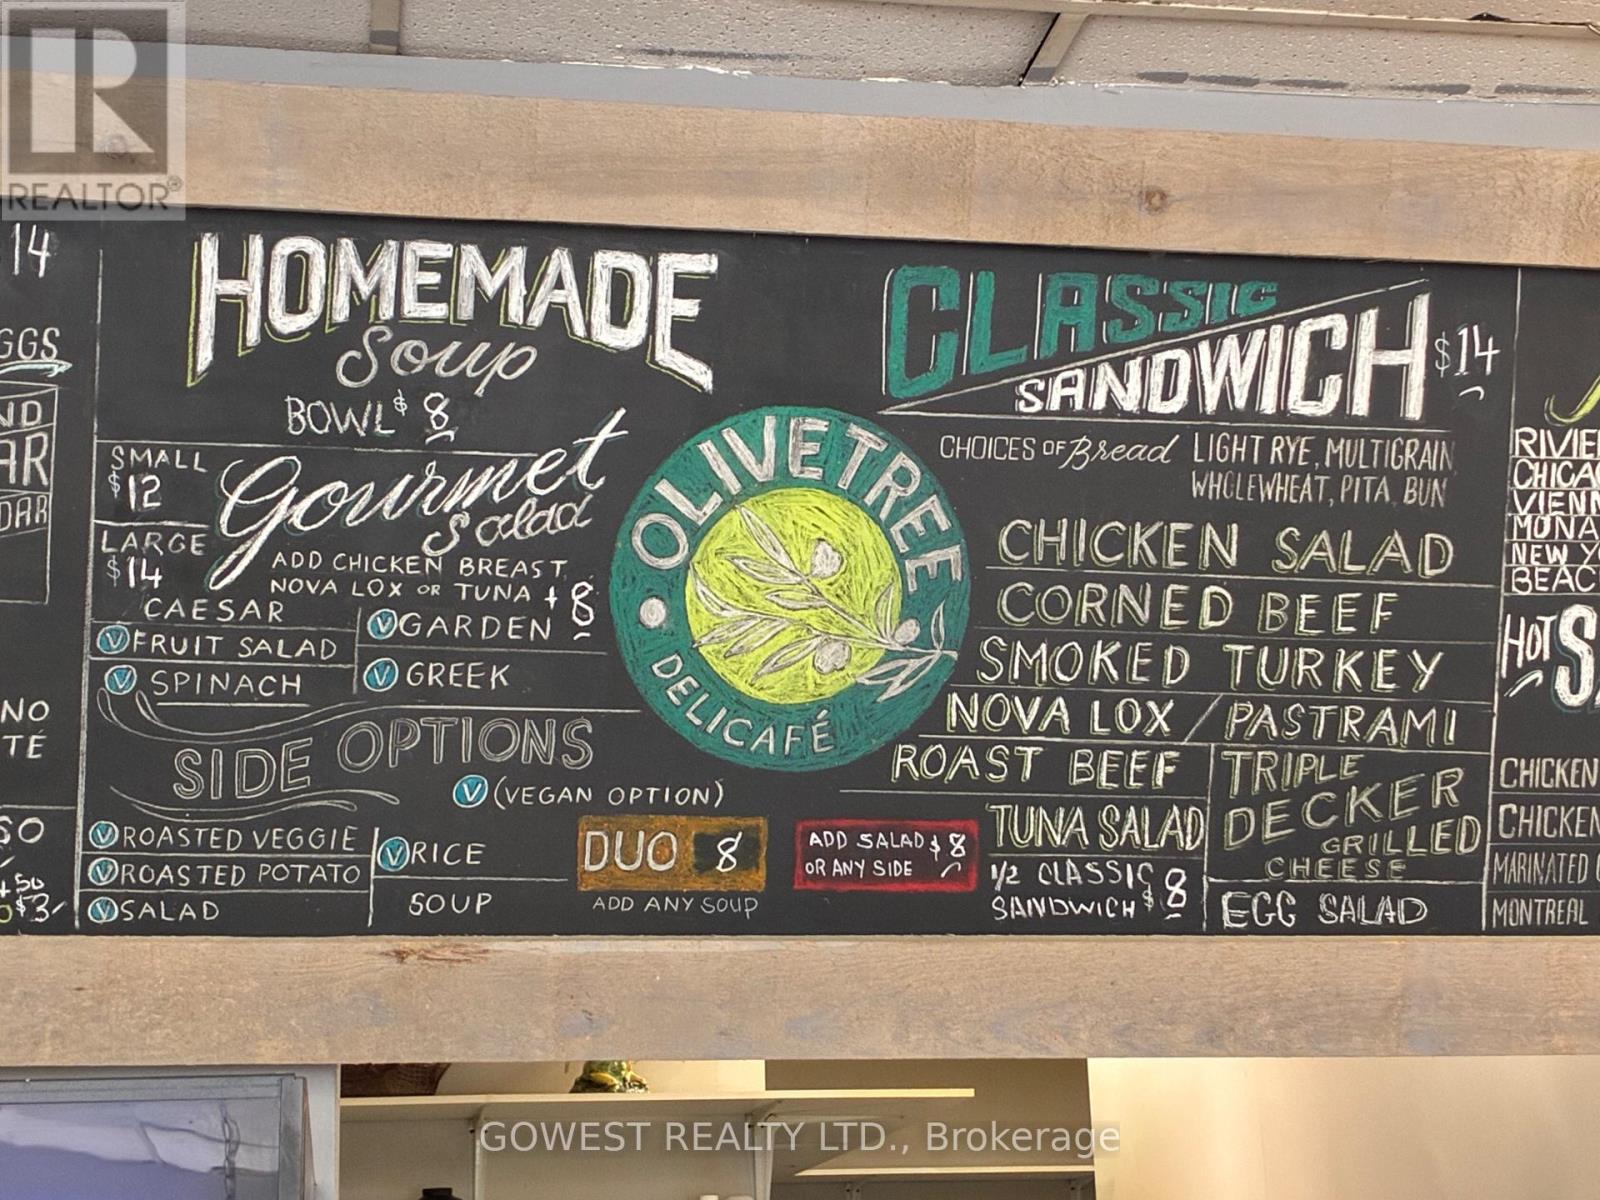 REALTOR®
14
GGS
ND
AR
DAR
NO
TÉ
SO
+ 50
$3
HOMEMADE
Soup
BOWL $8
SMALL
$12
LARGE
$14
Gourmet
Salad
ADD CHICKEN BREAST,
NOVA LOX OR TUNA + 8
CAESAR
V FRUIT SALAD
V SPINACH
V GARDEN
V GREEK
SIDE OPTIONS
V (VEGAN OPTION)
V ROASTED VEGGIE
V ROASTED POTATO
V SALAD
V RICE
SOUP
DUO 8
ADD ANY SOUP
OLIVETREE
DELICAFÉ
ADD SALAD $8
OR ANY SIDE
CLASSIC
SANDWICH $14
CHOICES OF Bread LIGHT RYE, MULTIGRAIN,
WHOLEWHEAT, PITA, BUN
CHICKEN SALAD
CORNED BEEF
SMOKED TURKEY
NOVA LOX / PASTRAMI
ROAST BEEF
TUNA SALAD
1/2 CLASSIC
SANDWICH $8
TRIPLE
DECKER
GRILLED
CHEESE
EGG SALAD
RIVIE
CHICA
VIENN
MONA
NEW Y
BEAC
HOT S
CHICKEN
CHICKEN
MARINATED
MONTREAL
GOWEST REALTY LTD., Brokerage